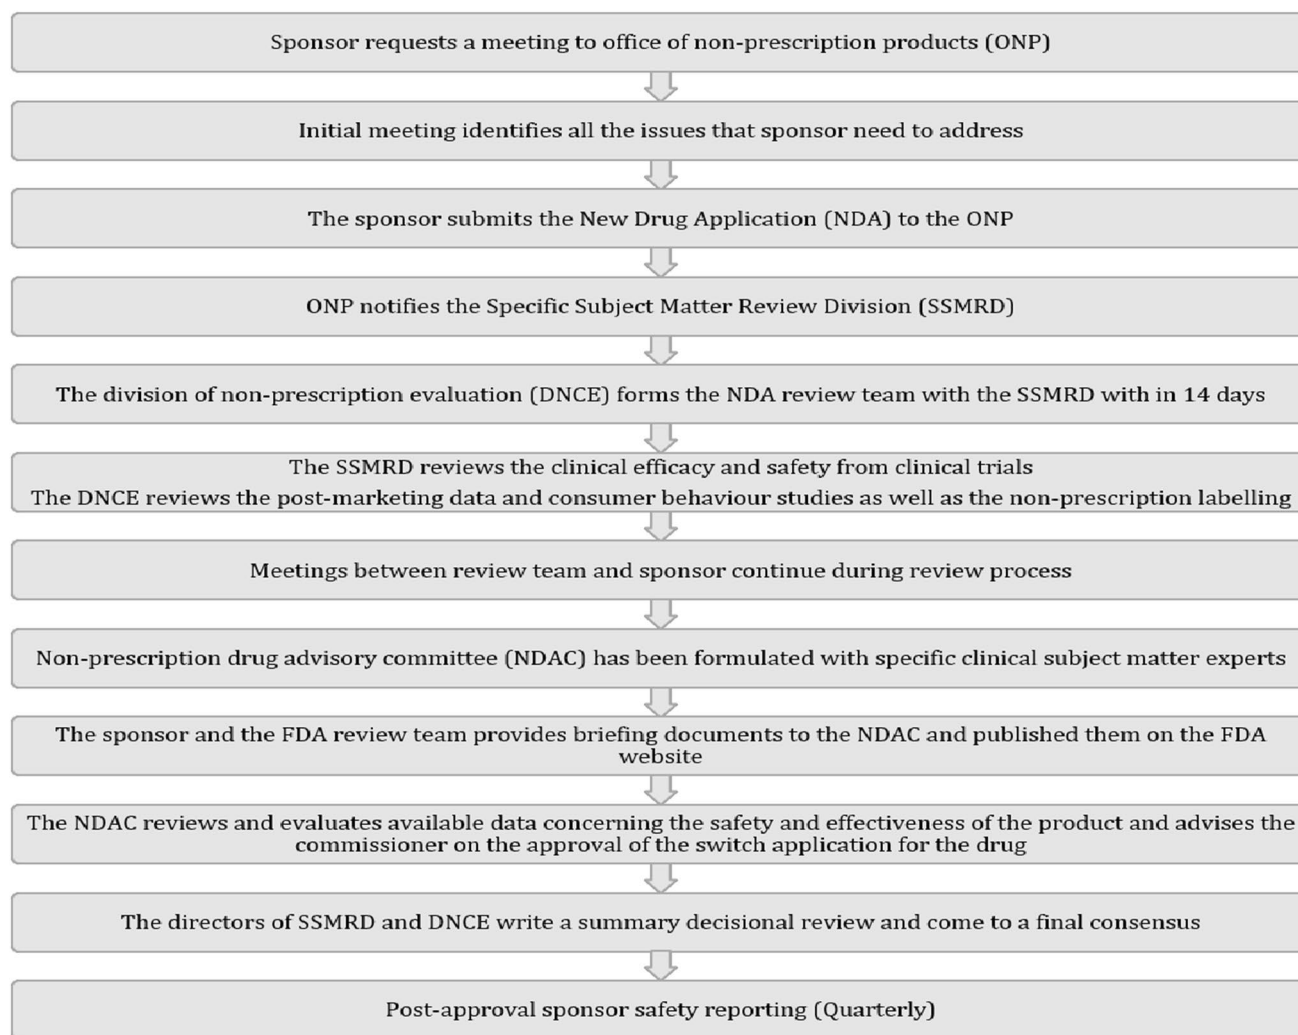 Sponsor requests a meeting to office of non-prescription products (ONP)
Initial meeting identifies all the issues that sponsor need to address
The sponsor submits the New Drug Application (NDA) to the ONP
ONP notifies the Specific Subject Matter Review Division (SSMRD)
The division of non-prescription evaluation (DNCE) forms the NDA review team with the SSMRD with in 14 days
The SSMRD reviews the clinical efficacy and safety from clinical trials
The DNCE reviews the post-marketing data and consumer behaviour studies as well as the non-prescription labelling
Meetings between review team and sponsor continue during review process
Non-prescription drug advisory committee (NDAC) has been formulated with specific clinical subject matter experts
The sponsor and the FDA review team provides briefing documents to the NDAC and published them on the FDA
website
The NDAC reviews and evaluates available data concerning the safety and effectiveness of the product and advises the
commissioner on the approval of the switch application for the drug
The directors of SSMRD and DNCE write a summary decisional review and come to a final consensus
Post-approval sponsor safety reporting (Quarterly)